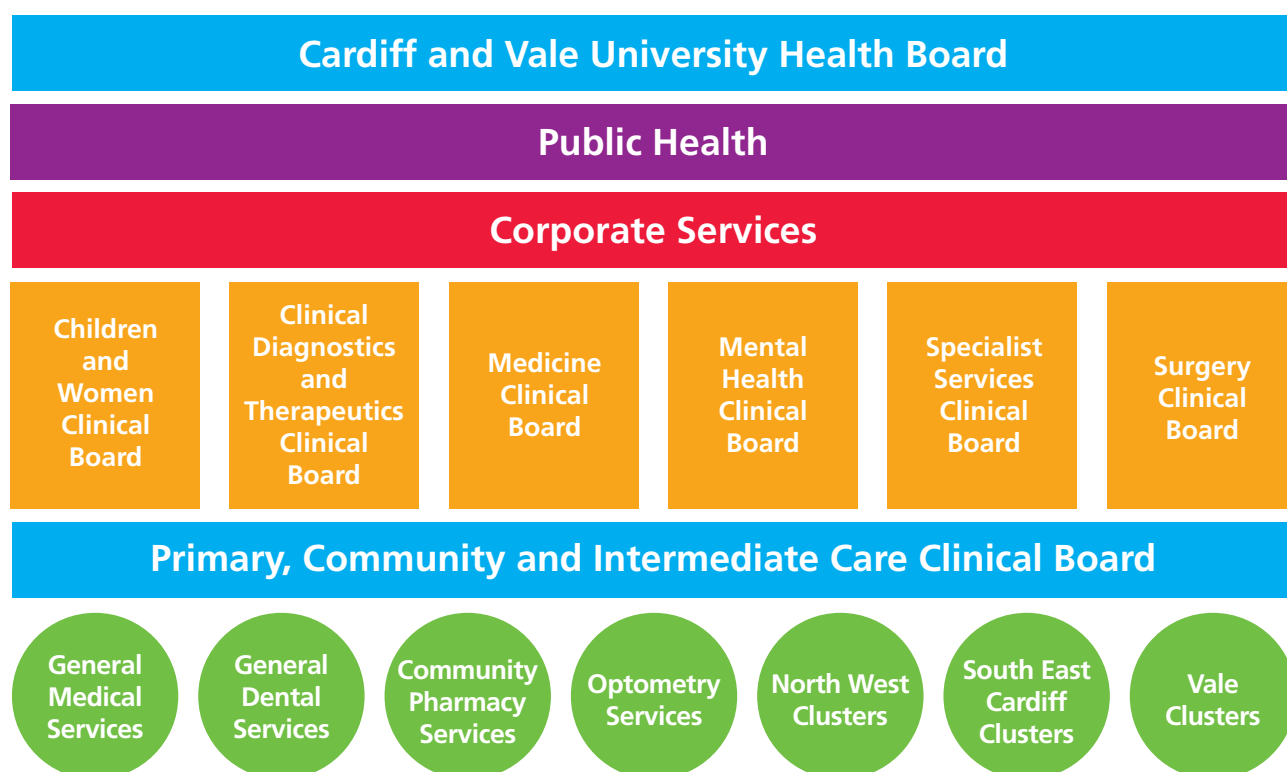 Cardiff and Vale University Health Board
Public Health
Corporate Services
Children
and
Women
Clinical
Board
Clinical
Diagnostics
and
Therapeutics
Clinical
Board
Medicine
Clinical
Board
Mental
Health
Clinical
Board
Specialist
Services
Clinical
Board
Surgery
Clinical
Board
Primary, Community and Intermediate Care Clinical Board
General
Medical
Services
General
Dental
Services
Community
Pharmacy
Services
Optometry
Services
North West
Clusters
South East
Cardiff
Clusters
Vale
Clusters